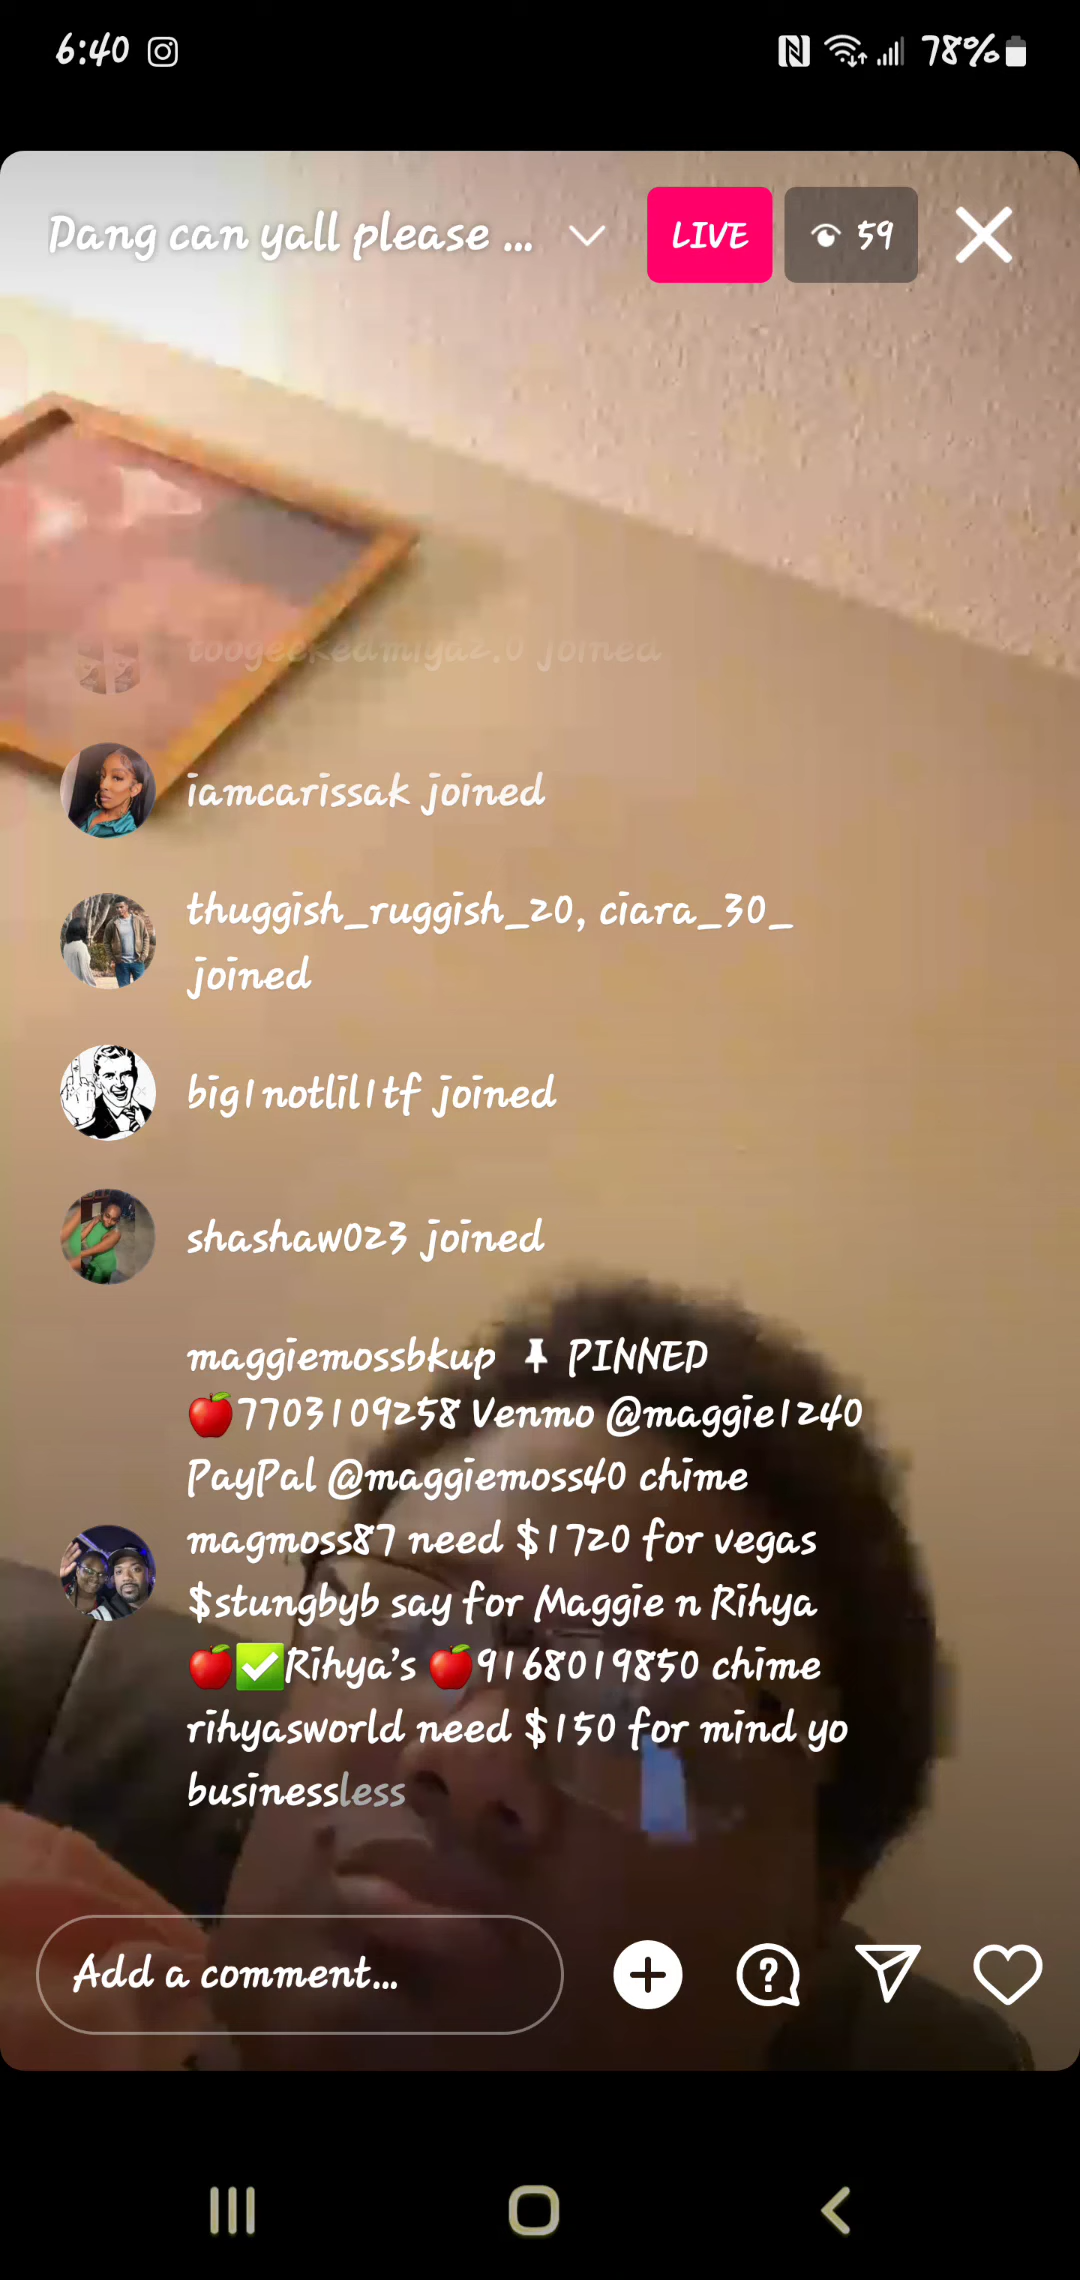 6:40 78%
Dang can yall please ... LIVE 59
toogeekedmiya2.0 joined
iamcarissak joined
thuggish_ruggish_20, ciara_30_
joined
big1notlil1tf joined
shashaw023 joined
maggiemossbkup 📌 PINNED
🍎7703109258 Venmo @maggie1240
PayPal @maggiemoss40 chime
magmoss87 need $1720 for vegas
$stungbyb say for Maggie n Rihya
🍎✅Rihya's 🍎9168019850 chime
rihyasworld need $150 for mind yo
businessless
Add a comment...